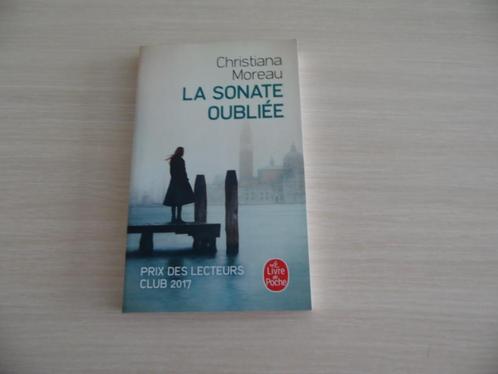 Christiana
Moreau
LA SONATE
OUBLIÉE
PRIX DES LECTEURS
CLUB 2017
Le
Livre
de
Poche